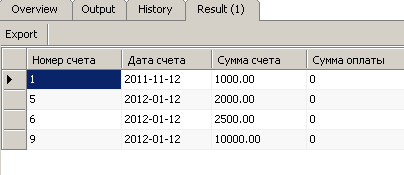 Overview Output History Result (1)
Export
Номер счета Дата счета Сумма счета Сумма оплаты
1 2011-11-12 1000.00 0
5 2012-01-12 2000.00 0
6 2012-01-12 2500.00 0
9 2012-01-12 10000.00 0